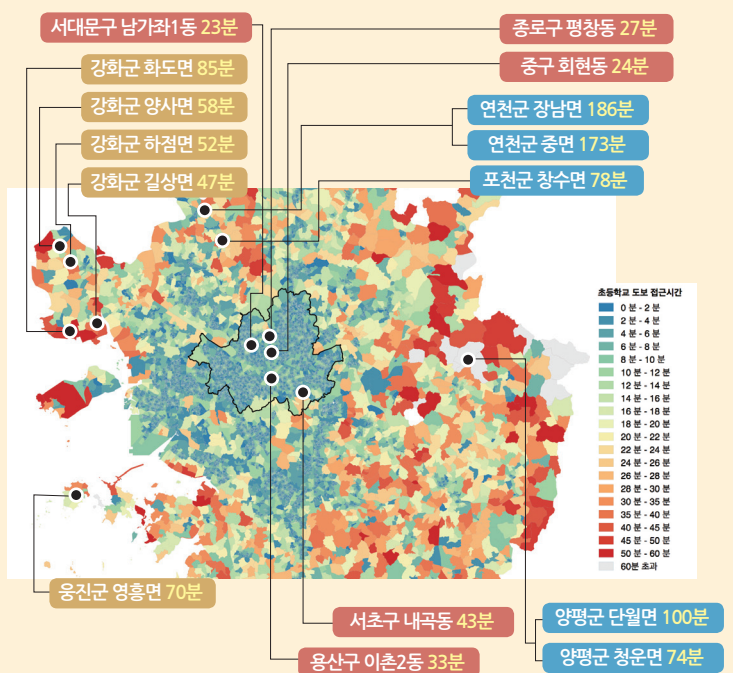 서대문구 남가좌1동 23분
종로구 평창동 27분
강화군 화도면 85분
중구 회현동 24분
강화군 양사면 58분
연천군 장남면 186분
강화군 하점면 52분
연천군 중면 173분
강화군 길상면 47분
포천군 창수면 78분
초등학교 도보 접근시간
0 분 - 2 분
2 분 - 4 분
4 분 - 6 분
6 분 - 8 분
8 분 - 10 분
10 분 - 12 분
12 분 - 14 분
14 분 - 16 분
16 분 - 18 분
18 분 - 20 분
20 분 - 22 분
22 분 - 24 분
24 분 - 26 분
26 분 - 28 분
28 분 - 30 분
30 분 - 35 분
35 분 - 40 분
40 분 - 45 분
45 분 - 50 분
50 분 - 60 분
60분 초과
웅진군 영흥면 70분
서초구 내곡동 43분
양평군 단월면 100분
용산구 이촌2동 33분
양평군 청운면 74분